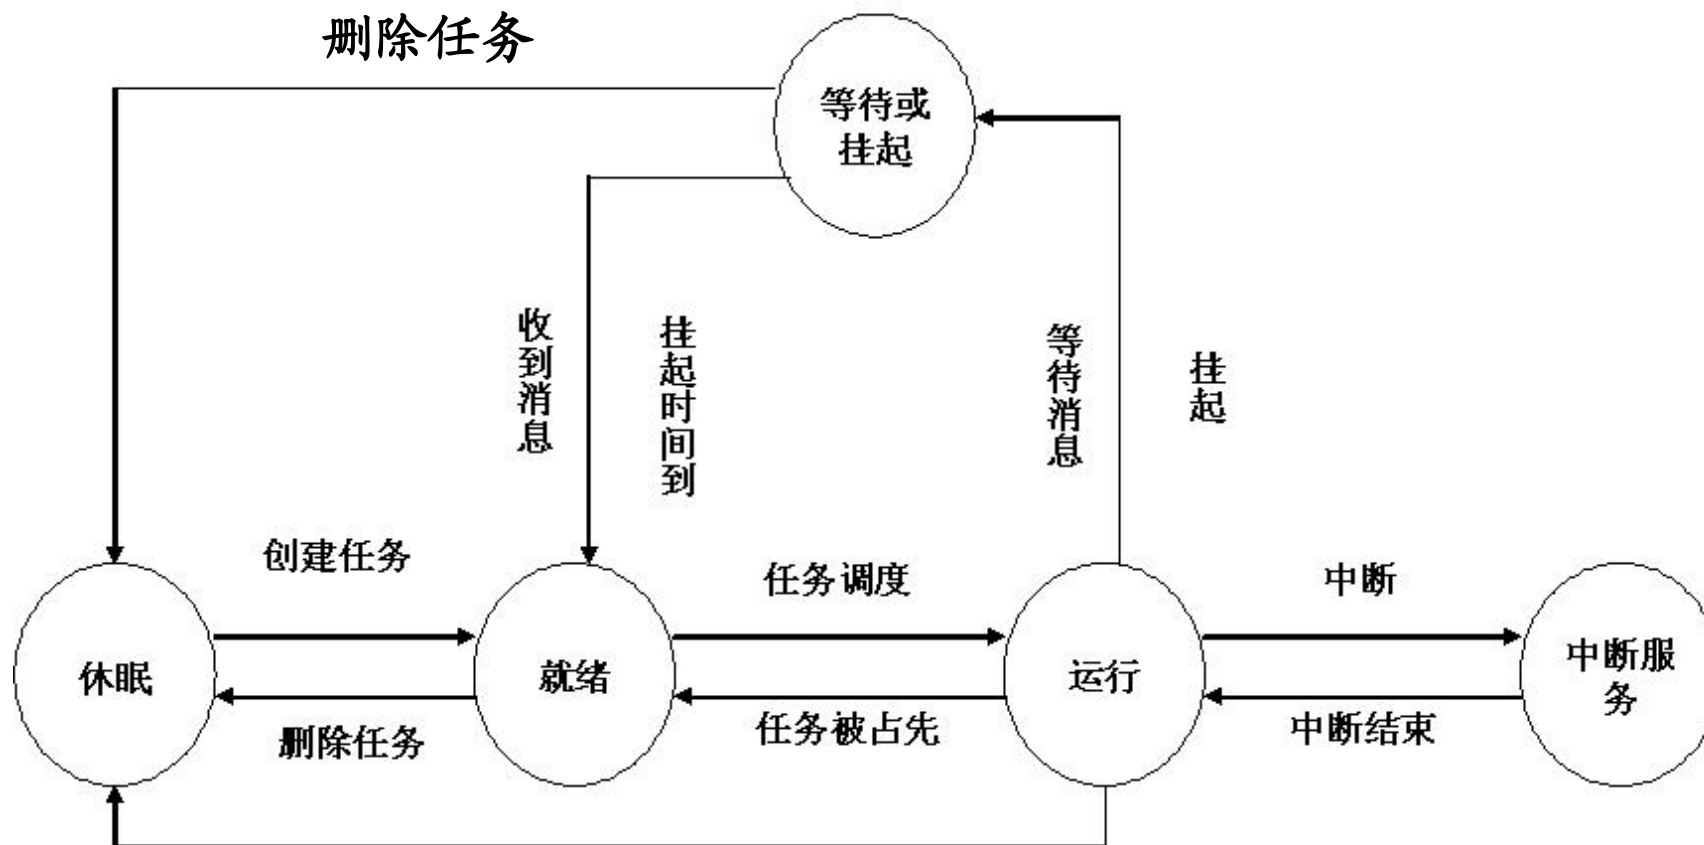 删除任务
等待或
挂起
收到消息
挂起时间到
等待消息
挂起
创建任务
任务调度
中断
休眠
就绪
运行
中断服
务
删除任务
任务被占先
中断结束